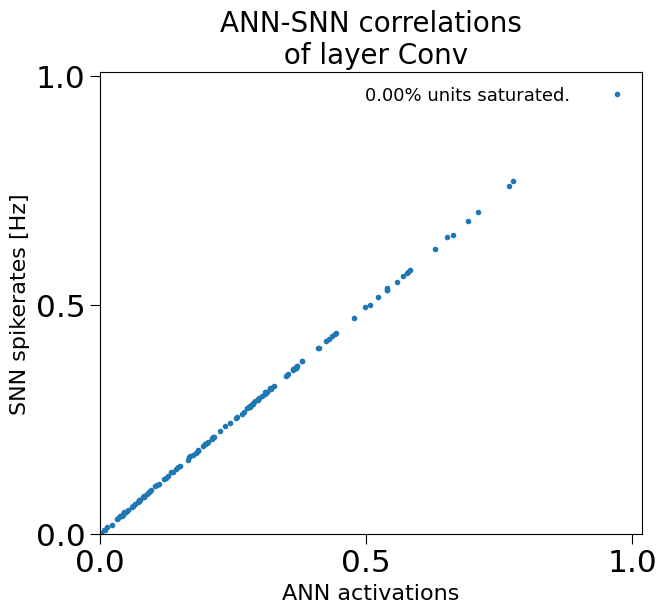 ANN-SNN correlations
of layer Conv
0.00% units saturated.
1.0
0.5
0.0
SNN spikerates [Hz]
0.0 0.5 1.0
ANN activations